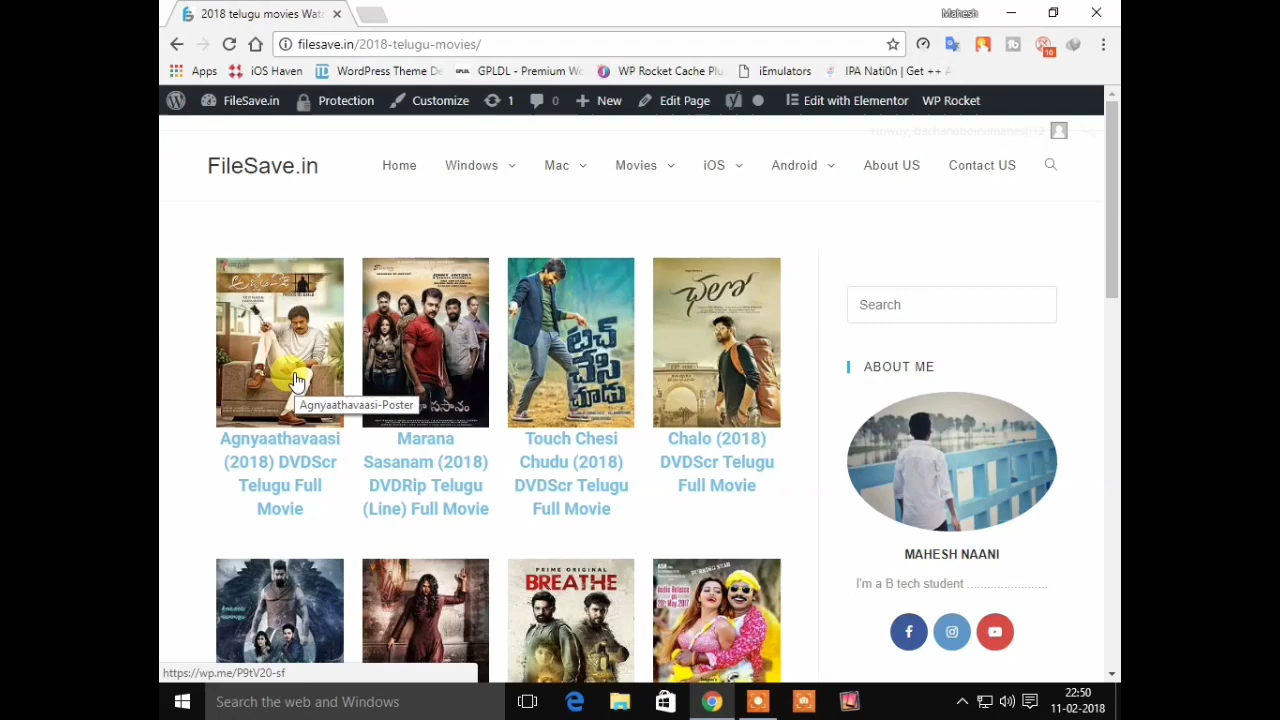 2018 telugu movies Wat
Mahesh
filesave.in/2018-telugu-movies/
Apps
iOS Haven
WordPress Theme De
GPLDL - Premium Wo
WP Rocket Cache Plu
iEmulators
IPA Nati0n | Get ++ A
FileSave.in
Protection
Customize
1
0
New
Edit Page
Edit with Elementor
WP Rocket
FileSave.in
Home
Windows
Mac
Movies
iOS
Android
About US
Contact US
ఛలో
టచ్
చేసి
చూడు
Search
ABOUT ME
Agnyaathavaasi-Poster
Agnyaathavaasi
(2018) DVDScr
Telugu Full
Movie
Marana
Sasanam (2018)
DVDRip Telugu
(Line) Full Movie
Touch Chesi
Chudu (2018)
DVDScr Telugu
Full Movie
Chalo (2018)
DVDScr Telugu
Full Movie
MAHESH NAANI
I'm a B tech student
PRIME ORIGINAL
BREATHE
https://wp.me/P9tV20-sf
Search the web and Windows
22:50
11-02-2018